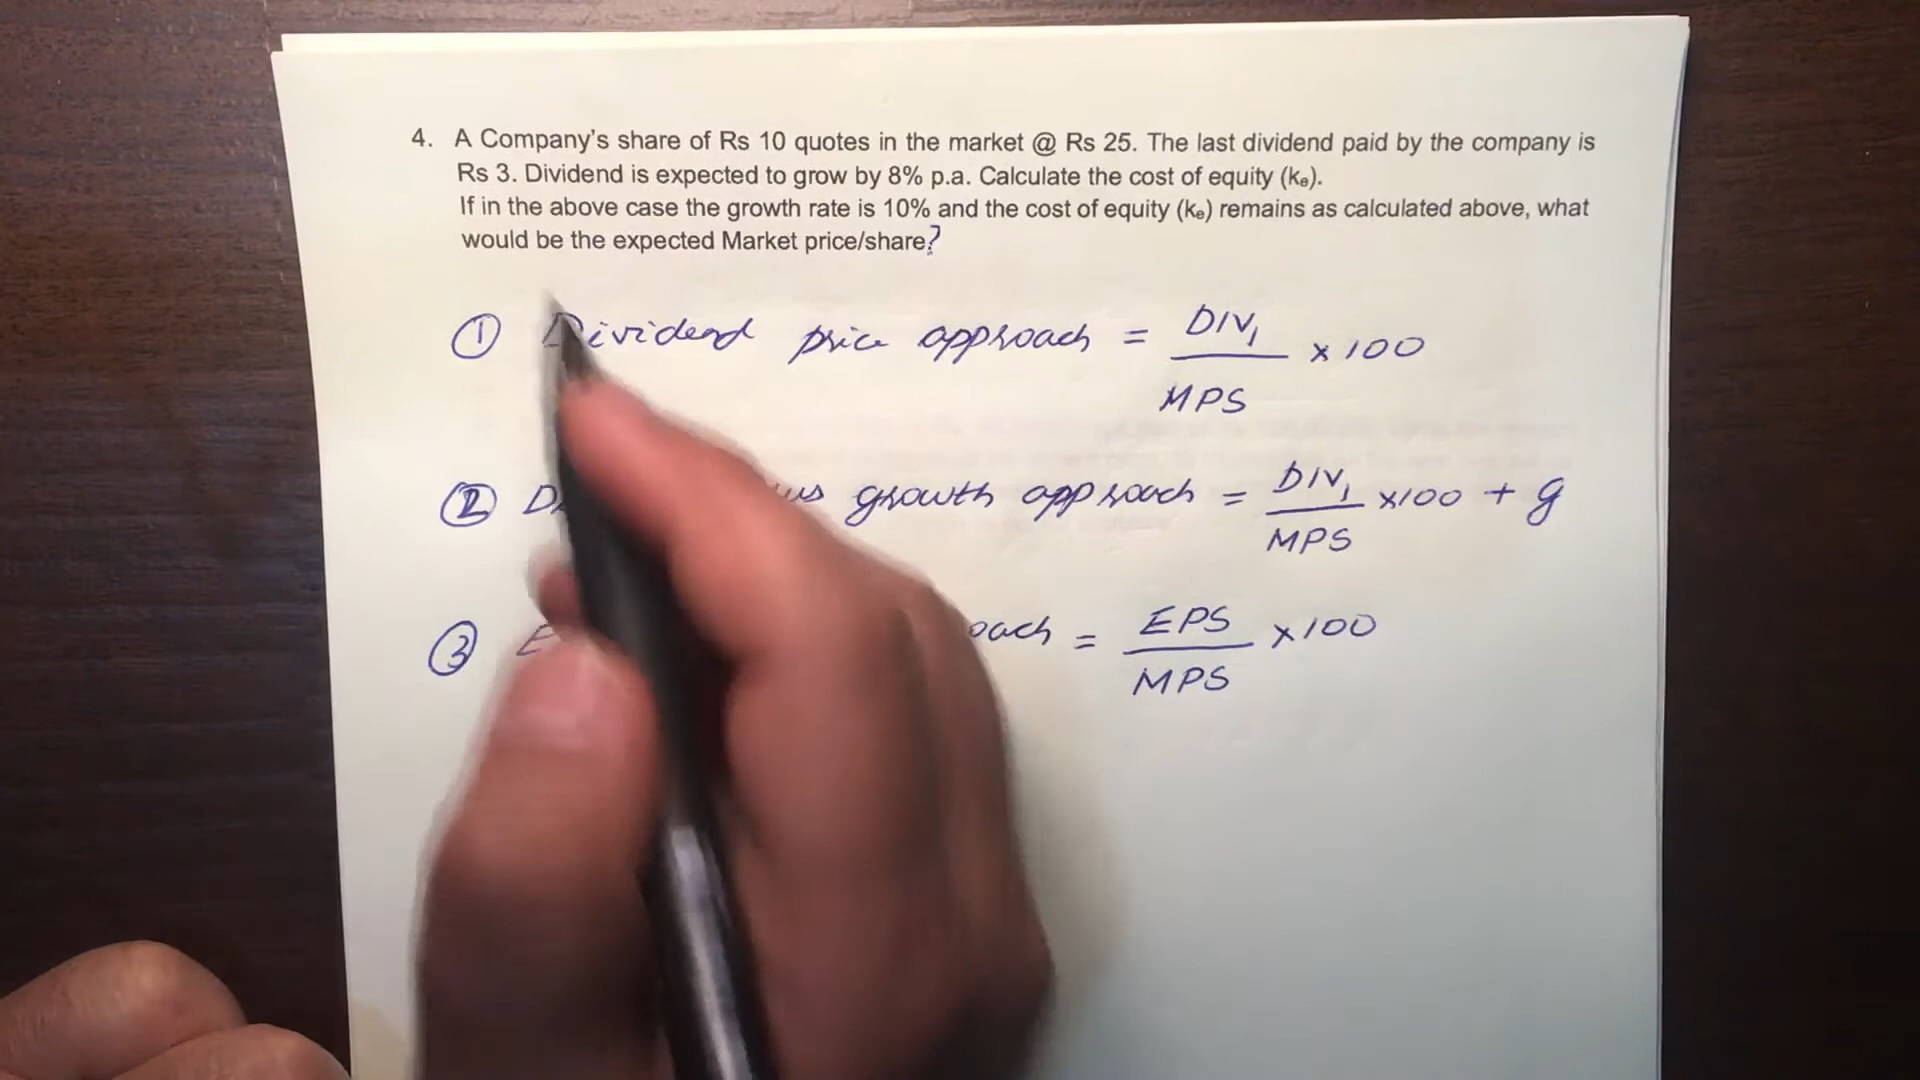 4. A Company's share of Rs 10 quotes in the market @ Rs 25. The last dividend paid by the company is
Rs 3. Dividend is expected to grow by 8% p.a. Calculate the cost of equity (kₑ).
If in the above case the growth rate is 10% and the cost of equity (kₑ) remains as calculated above, what
would be the expected Market price/share?
① Dividend price approach = DIV₁ / MPS × 100
② growth approach = DIV₁ / MPS ×100 + g
③ = EPS / MPS ×100